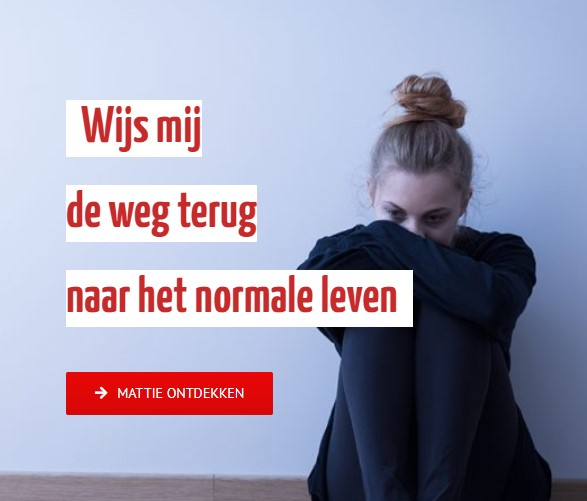 Wijs mij
de weg terug
naar het normale leven
MATTIE ONTDEKKEN